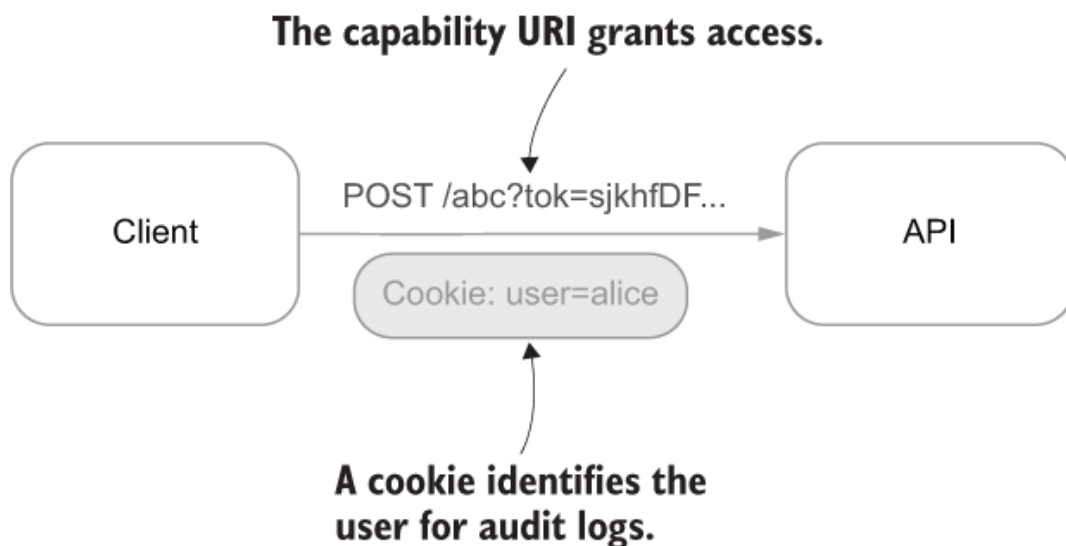 The capability URI grants access.
POST /abc?tok=sjkhfDF...
Client
API
Cookie: user=alice
A cookie identifies the
user for audit logs.